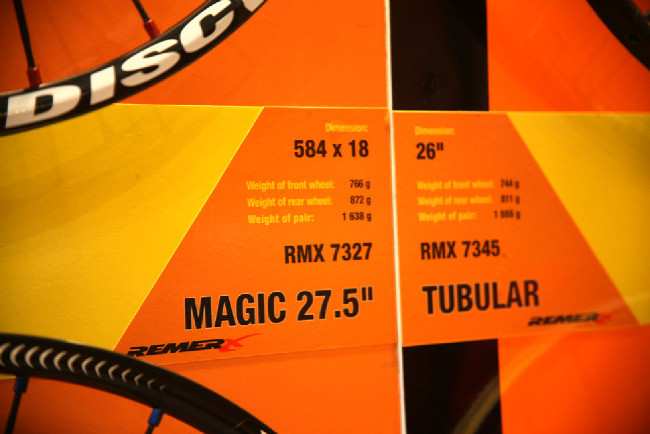 DISC
Dimension:
584 x 18
Weight of front wheel: 766 g
Weight of rear wheel: 872 g
Weight of pair: 1 638 g
RMX 7327
MAGIC 27.5"
REMERX
Dimension:
26"
Weight of front wheel: 744 g
Weight of rear wheel: 811 g
Weight of pair:
RMX 7345
TUBULAR
REMERX